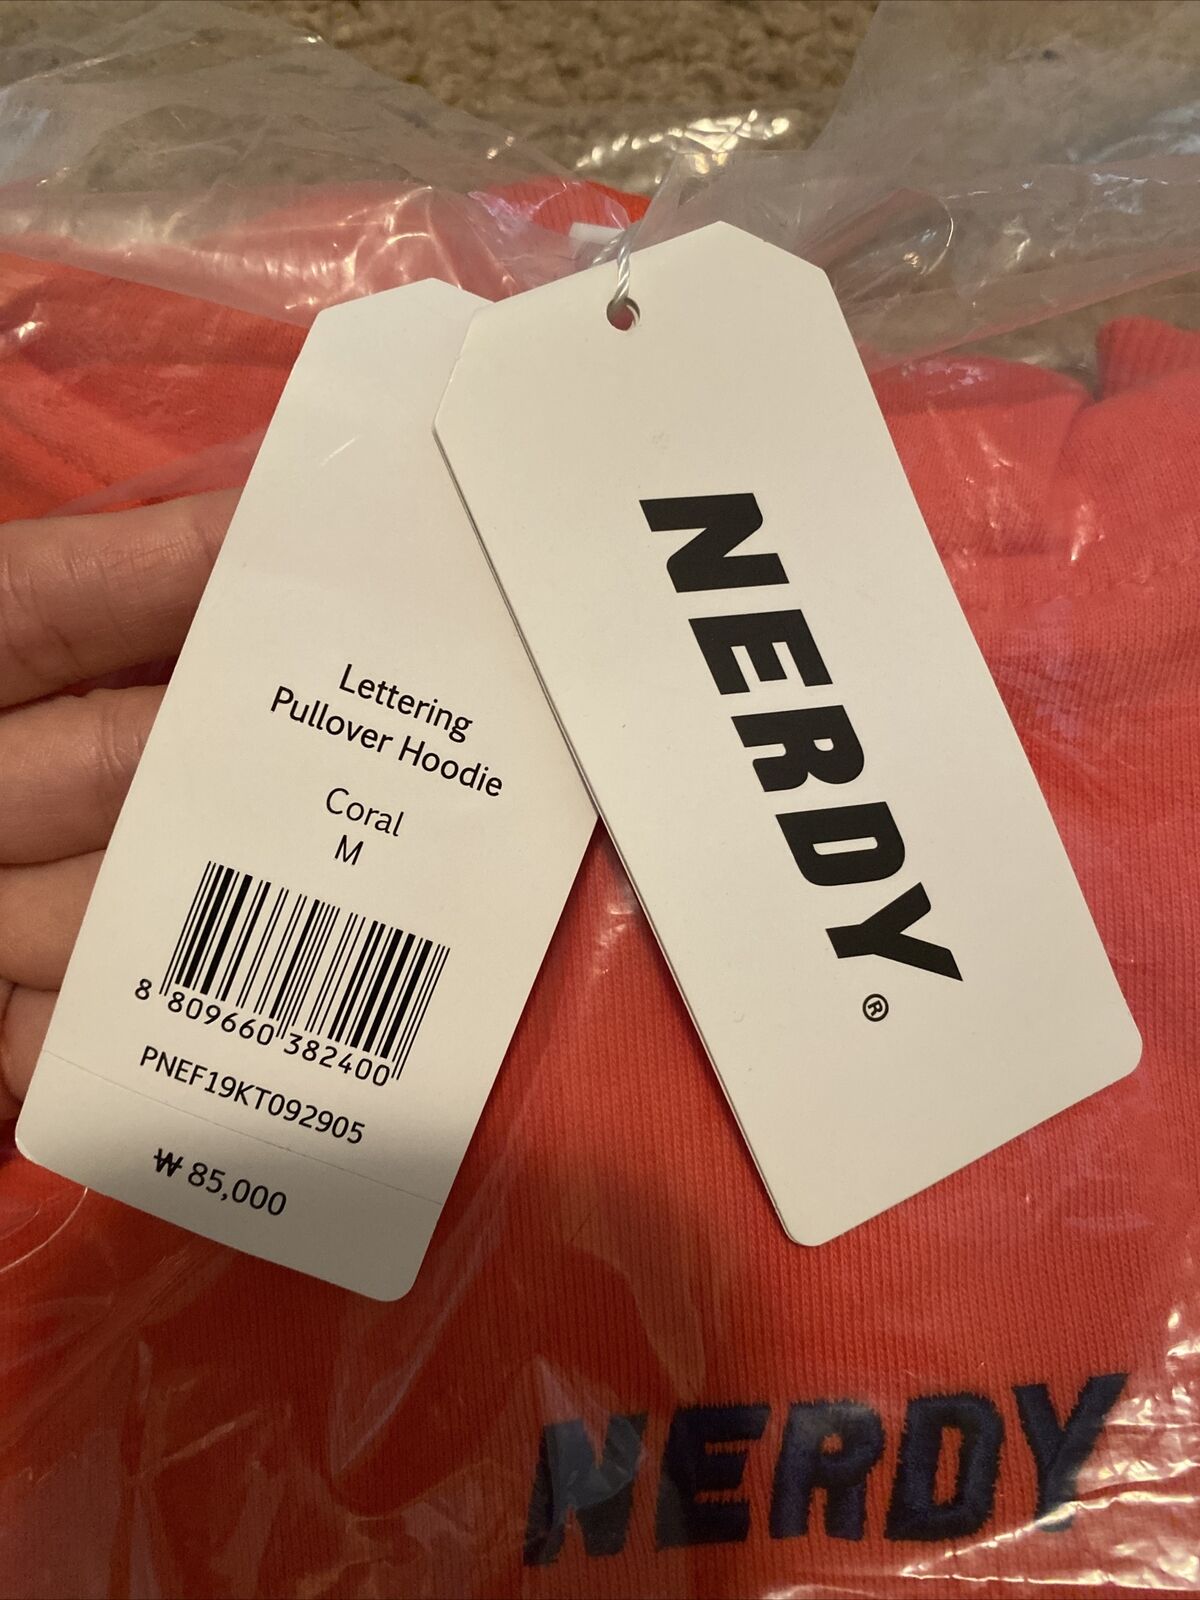 Lettering
Pullover Hoodie
Coral
M
8 809660 382400
PNEF19KT092905
₩ 85,000
NERDY®
NERDY